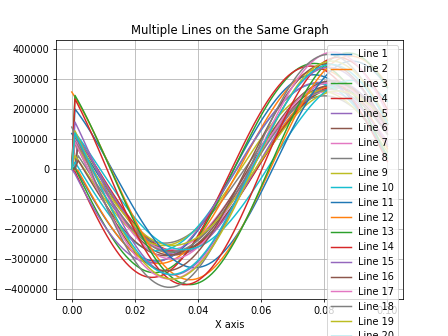 Multiple Lines on the Same Graph
400000
300000
200000
100000
0
−100000
−200000
−300000
−400000
0.00
0.02
0.04
0.06
0.08
X axis
Line 1
Line 2
Line 3
Line 4
Line 5
Line 6
Line 7
Line 8
Line 9
Line 10
Line 11
Line 12
Line 13
Line 14
Line 15
Line 16
Line 17
Line 18
Line 19
Line 20